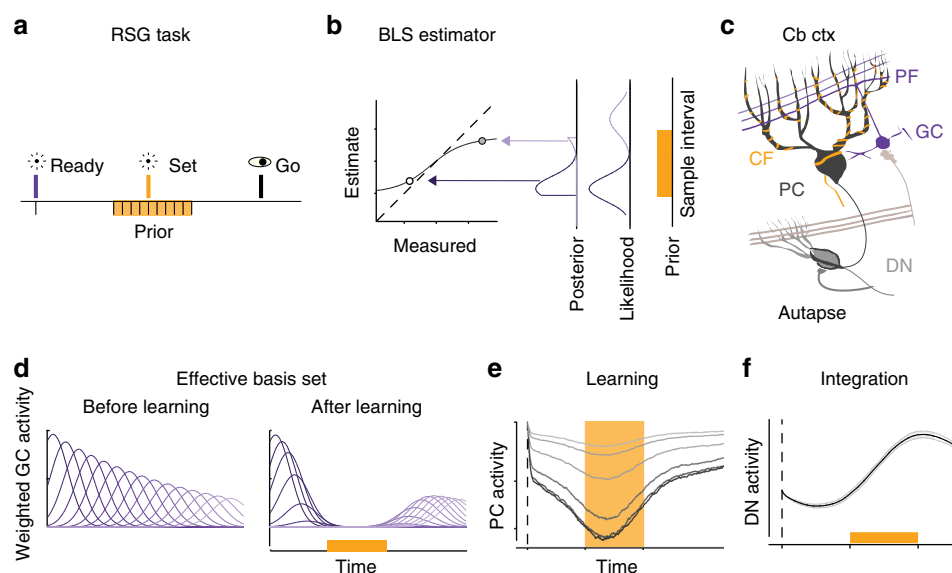 a
RSG task
Ready
Set
Go
Prior
b
BLS estimator
Estimate
Measured
Posterior
Likelihood
Prior
Sample interval
c
Cb ctx
PF
GC
CF
PC
DN
Autapse
d
Effective basis set
Before learning
After learning
Weighted GC activity
Time
e
Learning
PC activity
Time
f
Integration
DN activity